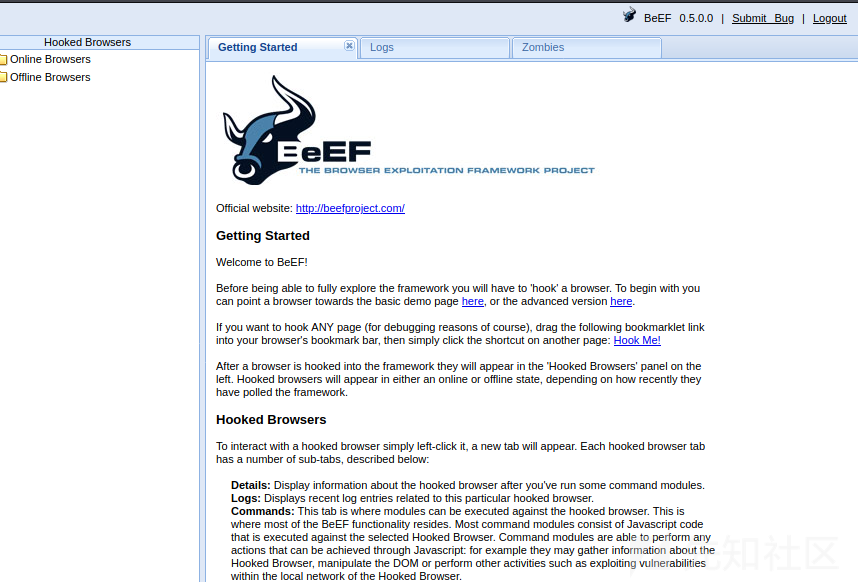 BeEF 0.5.0.0 | Submit Bug | Logout
Hooked Browsers
Online Browsers
Offline Browsers
Getting Started
Logs
Zombies
BeEF
THE BROWSER EXPLOITATION FRAMEWORK PROJECT
Official website: http://beefproject.com/
Getting Started
Welcome to BeEF!
Before being able to fully explore the framework you will have to 'hook' a browser. To begin with you
can point a browser towards the basic demo page here, or the advanced version here.
If you want to hook ANY page (for debugging reasons of course), drag the following bookmarklet link
into your browser's bookmark bar, then simply click the shortcut on another page: Hook Me!
After a browser is hooked into the framework they will appear in the 'Hooked Browsers' panel on the
left. Hooked browsers will appear in either an online or offline state, depending on how recently they
have polled the framework.
Hooked Browsers
To interact with a hooked browser simply left-click it, a new tab will appear. Each hooked browser tab
has a number of sub-tabs, described below:
Details: Display information about the hooked browser after you've run some command modules.
Logs: Displays recent log entries related to this particular hooked browser.
Commands: This tab is where modules can be executed against the hooked browser. This is
where most of the BeEF functionality resides. Most command modules consist of Javascript code
that is executed against the selected Hooked Browser. Command modules are able to perform any
actions that can be achieved through Javascript: for example they may gather information about the
Hooked Browser, manipulate the DOM or perform other activities such as exploiting vulnerabilities
within the local network of the Hooked Browser.
知社区